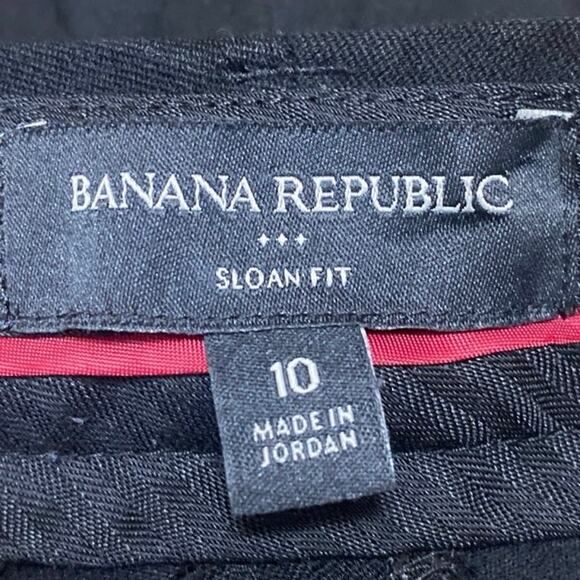 BANANA REPUBLIC
SLOAN FIT
10
MADE IN
JORDAN